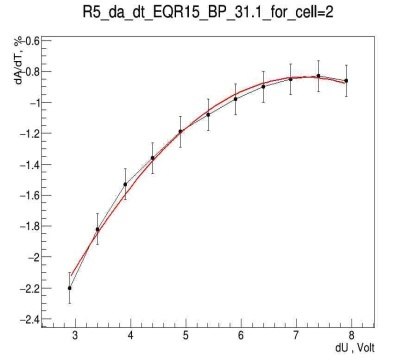 R5_da_dt_EQR15_BP_31.1_for_cell=2
dA/dT, %
-0.6
-0.8
-1
-1.2
-1.4
-1.6
-1.8
-2
-2.2
-2.4
3 4 5 6 7 8
dU , Volt